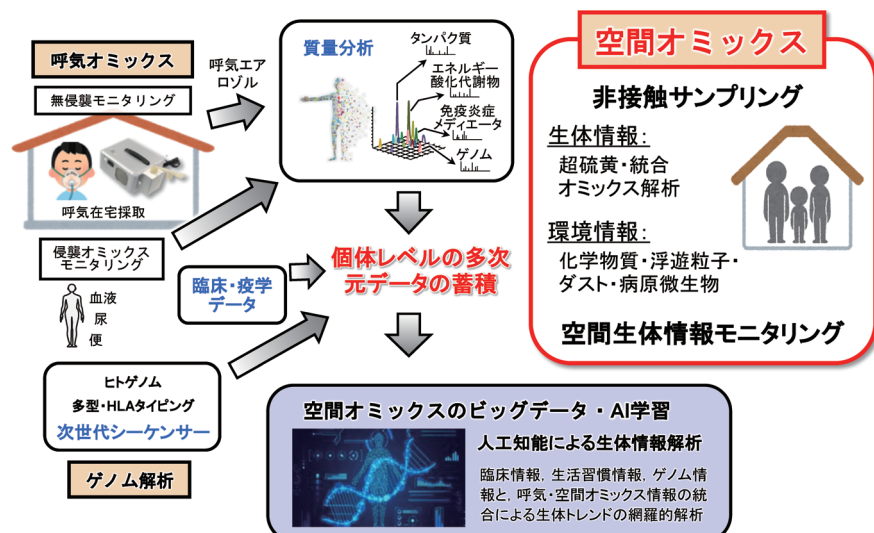 呼気オミックス
無侵襲モニタリング
呼気在宅採取
呼気エア
ロゾル
侵襲オミックス
モニタリング
血液
尿
便
臨床・疫学
データ
ヒトゲノム
多型・HLAタイピング
次世代シーケンサー
ゲノム解析
質量分析
タンパク質
エネルギー
酸化代謝物
免疫炎症
メディエータ
ゲノム
個体レベルの多次
元データの蓄積
空間オミックスのビッグデータ・AI学習
人工知能による生体情報解析
臨床情報, 生活習慣情報, ゲノム情
報と, 呼気・空間オミックス情報の統
合による生体トレンドの網羅的解析
空間オミックス
非接触サンプリング
生体情報:
超硫黄・統合
オミックス解析
環境情報:
化学物質・浮遊粒子・
ダスト・病原微生物
空間生体情報モニタリング